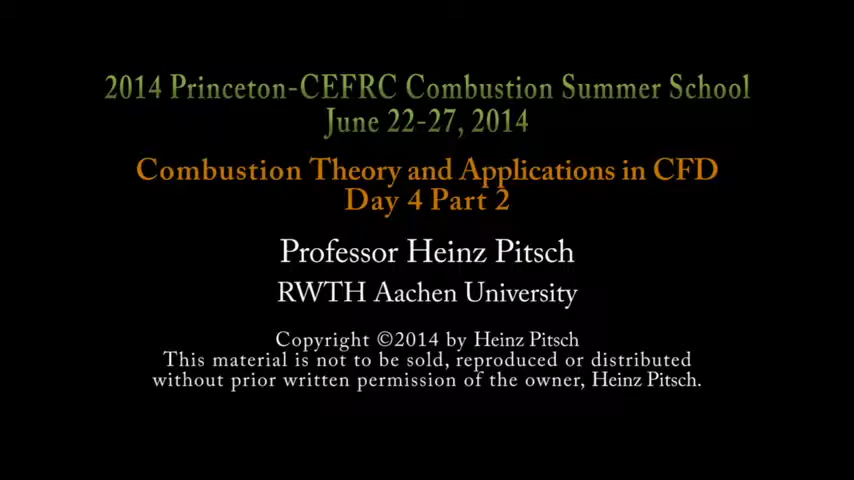 2014 Princeton-CEFRC Combustion Summer School
June 22-27, 2014
Combustion Theory and Applications in CFD
Day 4 Part 2
Professor Heinz Pitsch
RWTH Aachen University
Copyright ©2014 by Heinz Pitsch
This material is not to be sold, reproduced or distributed
without prior written permission of the owner, Heinz Pitsch.